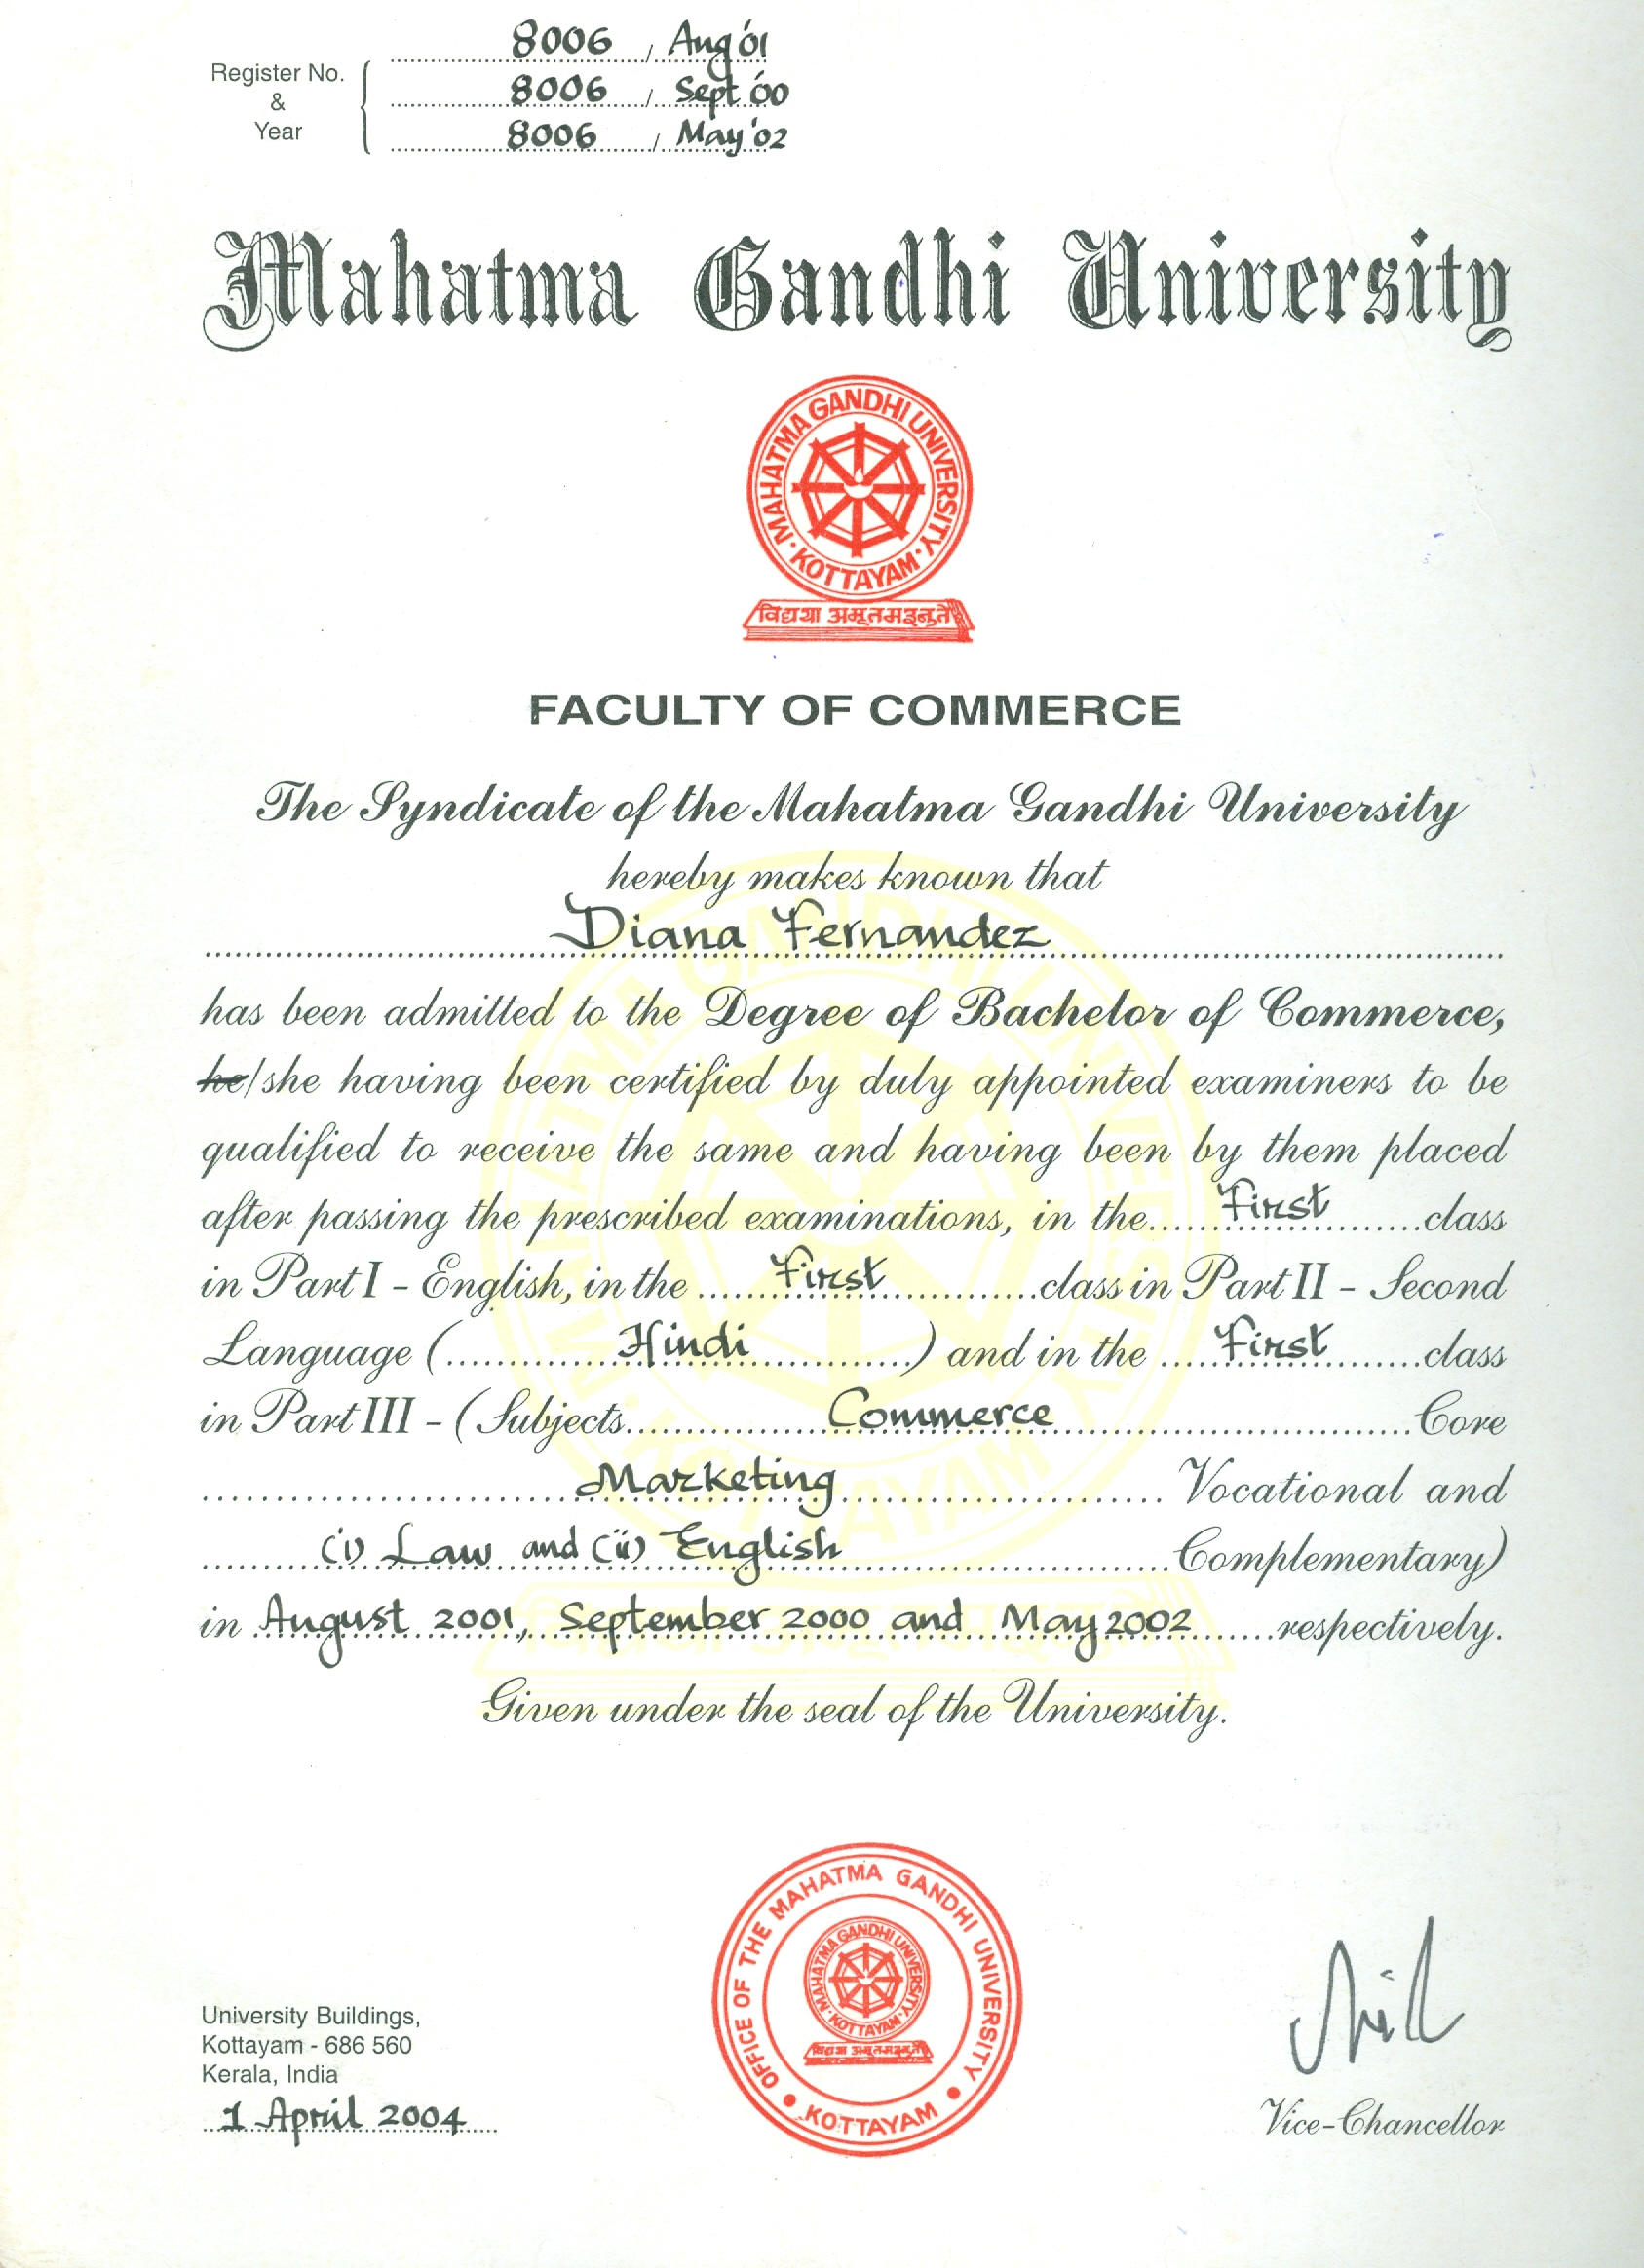 8006 / Aug '01
Register No. & Year { 8006 / Sept '00
8006 / May '02
Mahatma Gandhi University
MAHATMA GANDHI UNIVERSITY · KOTTAYAM ·
विद्यया अमृतमश्नुते
FACULTY OF COMMERCE
The Syndicate of the Mahatma Gandhi University
hereby makes known that
Diana Fernandez
has been admitted to the Degree of Bachelor of Commerce,
he/she having been certified by duly appointed examiners to be
qualified to receive the same and having been by them placed
after passing the prescribed examinations, in the First class
in Part I - English, in the First class in Part II - Second
Language ( Hindi ) and in the First class
in Part III - ( Subjects Commerce Core
Marketing Vocational and
(i) Law and (ii) English Complementary)
in August 2001, September 2000 and May 2002 respectively.
Given under the seal of the University.
OFFICE OF THE MAHATMA GANDHI UNIVERSITY • KOTTAYAM •
MAHATMA GANDHI UNIVERSITY · KOTTAYAM ·
विद्यया अमृतमश्नुते
University Buildings,
Kottayam - 686 560
Kerala, India
1 April 2004
Vice-Chancellor